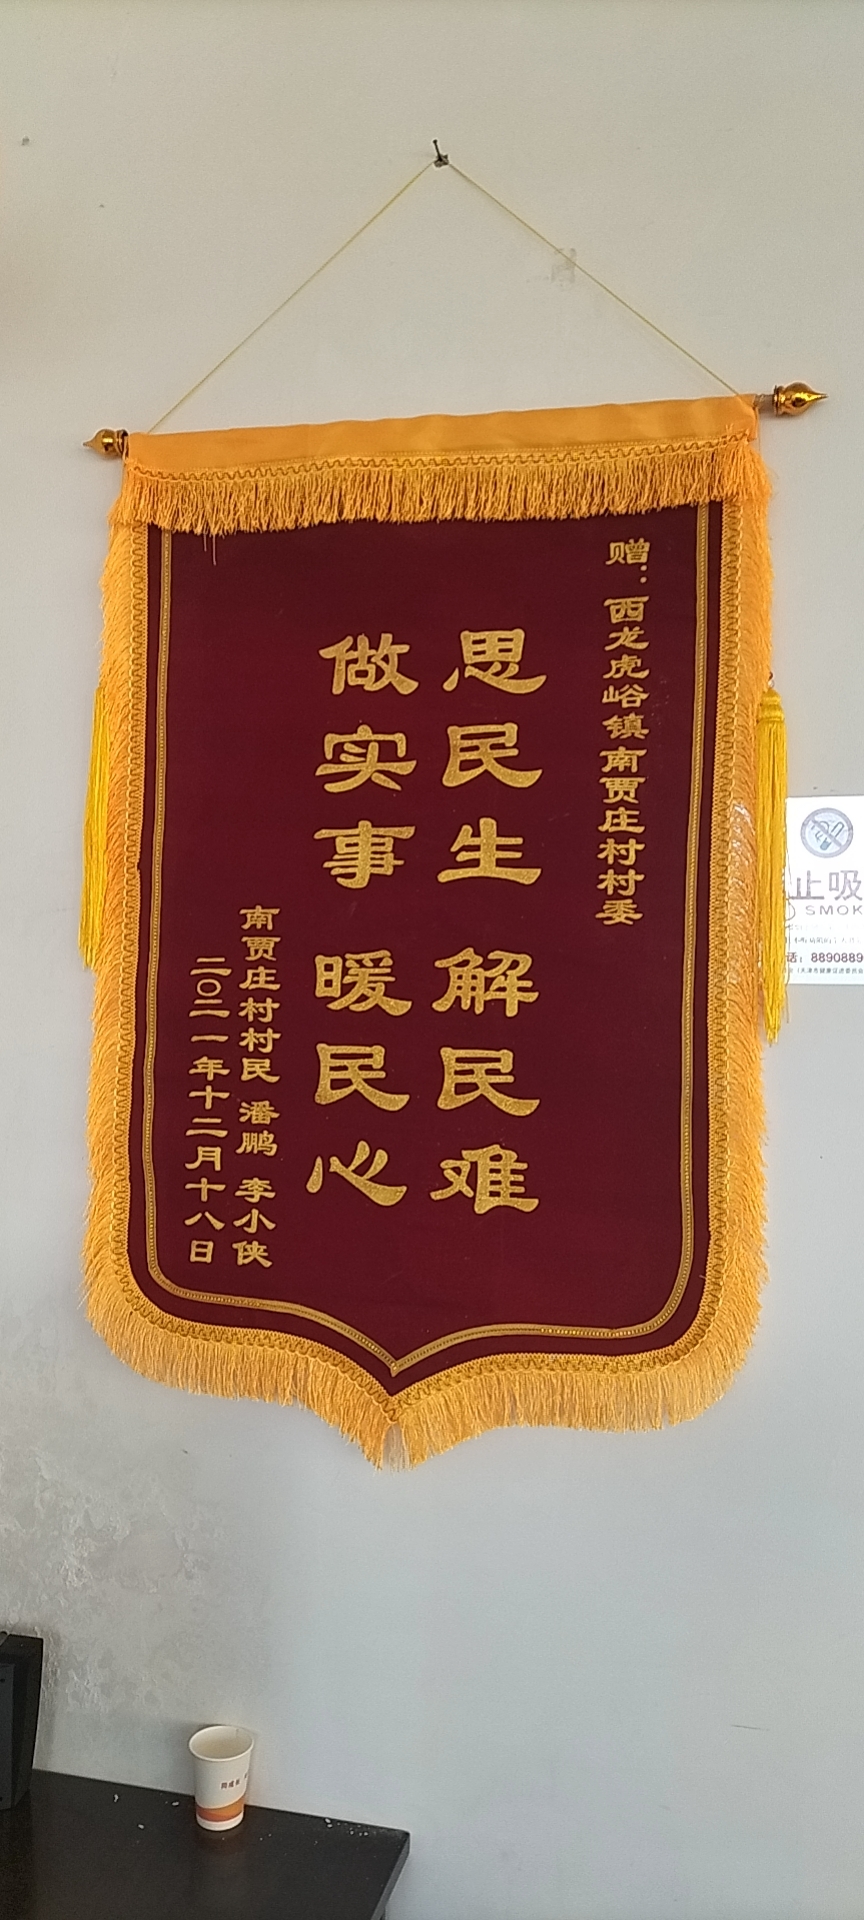 赠：西龙虎峪镇南贾庄村村委
思民生 解民难
做实事 暖民心
南贾庄村村民 潘鹏 李小侠
二〇二一年十二月十八日
止吸
SMOK
话：8890889